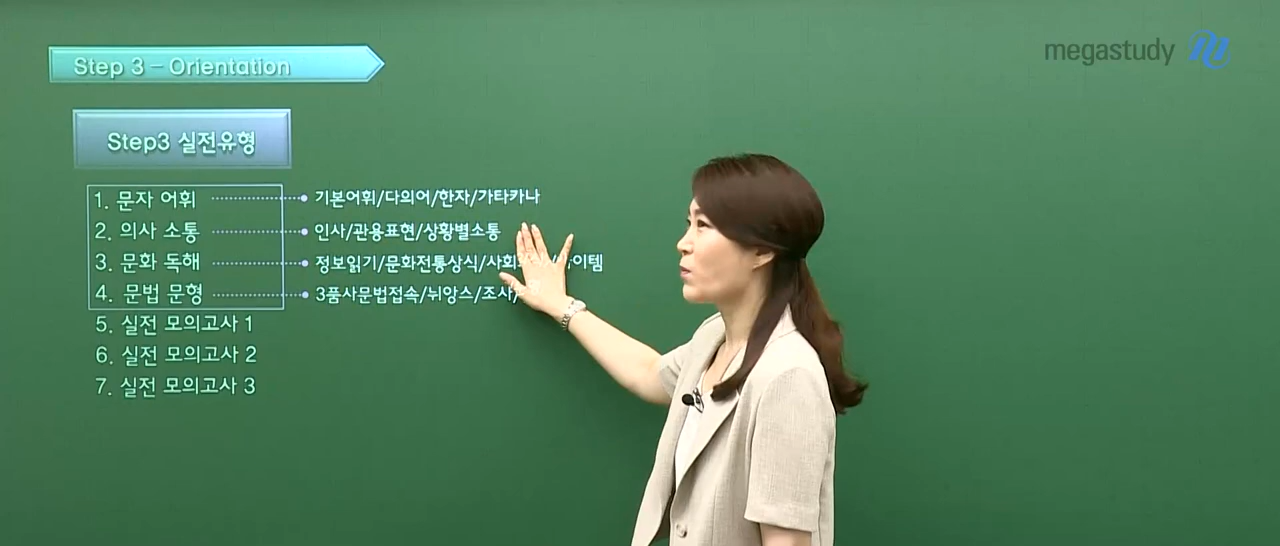 megastudy
Step 3 – Orientation
Step3 실전유형
1. 문자 어휘 기본어휘/다의어/한자/가타카나
2. 의사 소통 인사/관용표현/상황별소통
3. 문화 독해 정보읽기/문화전통상식/사회
4. 문법 문형 3품사문법접속/뉘앙스/조사/
5. 실전 모의고사 1
6. 실전 모의고사 2
7. 실전 모의고사 3